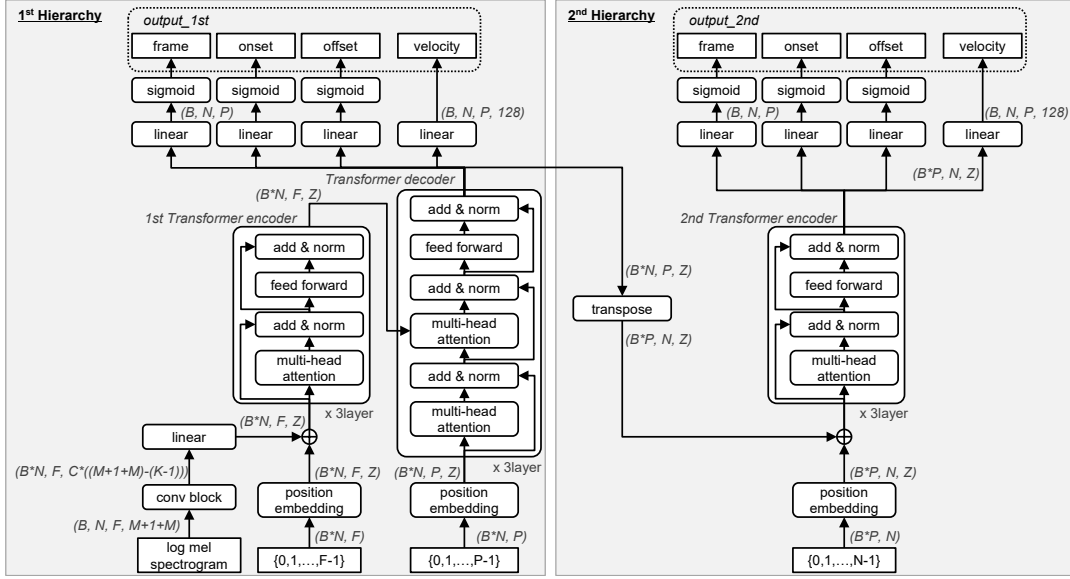 1st Hierarchy
output_1st
frame
onset
offset
velocity
sigmoid
sigmoid
sigmoid
(B, N, P)
(B, N, P, 128)
linear
linear
linear
linear
Transformer decoder
(B*N, F, Z)
1st Transformer encoder
add & norm
feed forward
add & norm
multi-head
attention
x 3layer
add & norm
feed forward
add & norm
multi-head
attention
add & norm
multi-head
attention
x 3layer
(B*N, F, Z)
linear
(B*N, F, C*((M+1+M)-(K-1)))
conv block
(B, N, F, M+1+M)
log mel
spectrogram
(B*N, F, Z)
position
embedding
(B*N, F)
{0,1,…,F-1}
(B*N, P, Z)
position
embedding
(B*N, P)
{0,1,…,P-1}
(B*N, P, Z)
transpose
(B*P, N, Z)
2nd Hierarchy
output_2nd
frame
onset
offset
velocity
sigmoid
sigmoid
sigmoid
(B, N, P)
(B, N, P, 128)
linear
linear
linear
linear
(B*P, N, Z)
2nd Transformer encoder
add & norm
feed forward
add & norm
multi-head
attention
x 3layer
(B*P, N, Z)
position
embedding
(B*P, N)
{0,1,…,N-1}